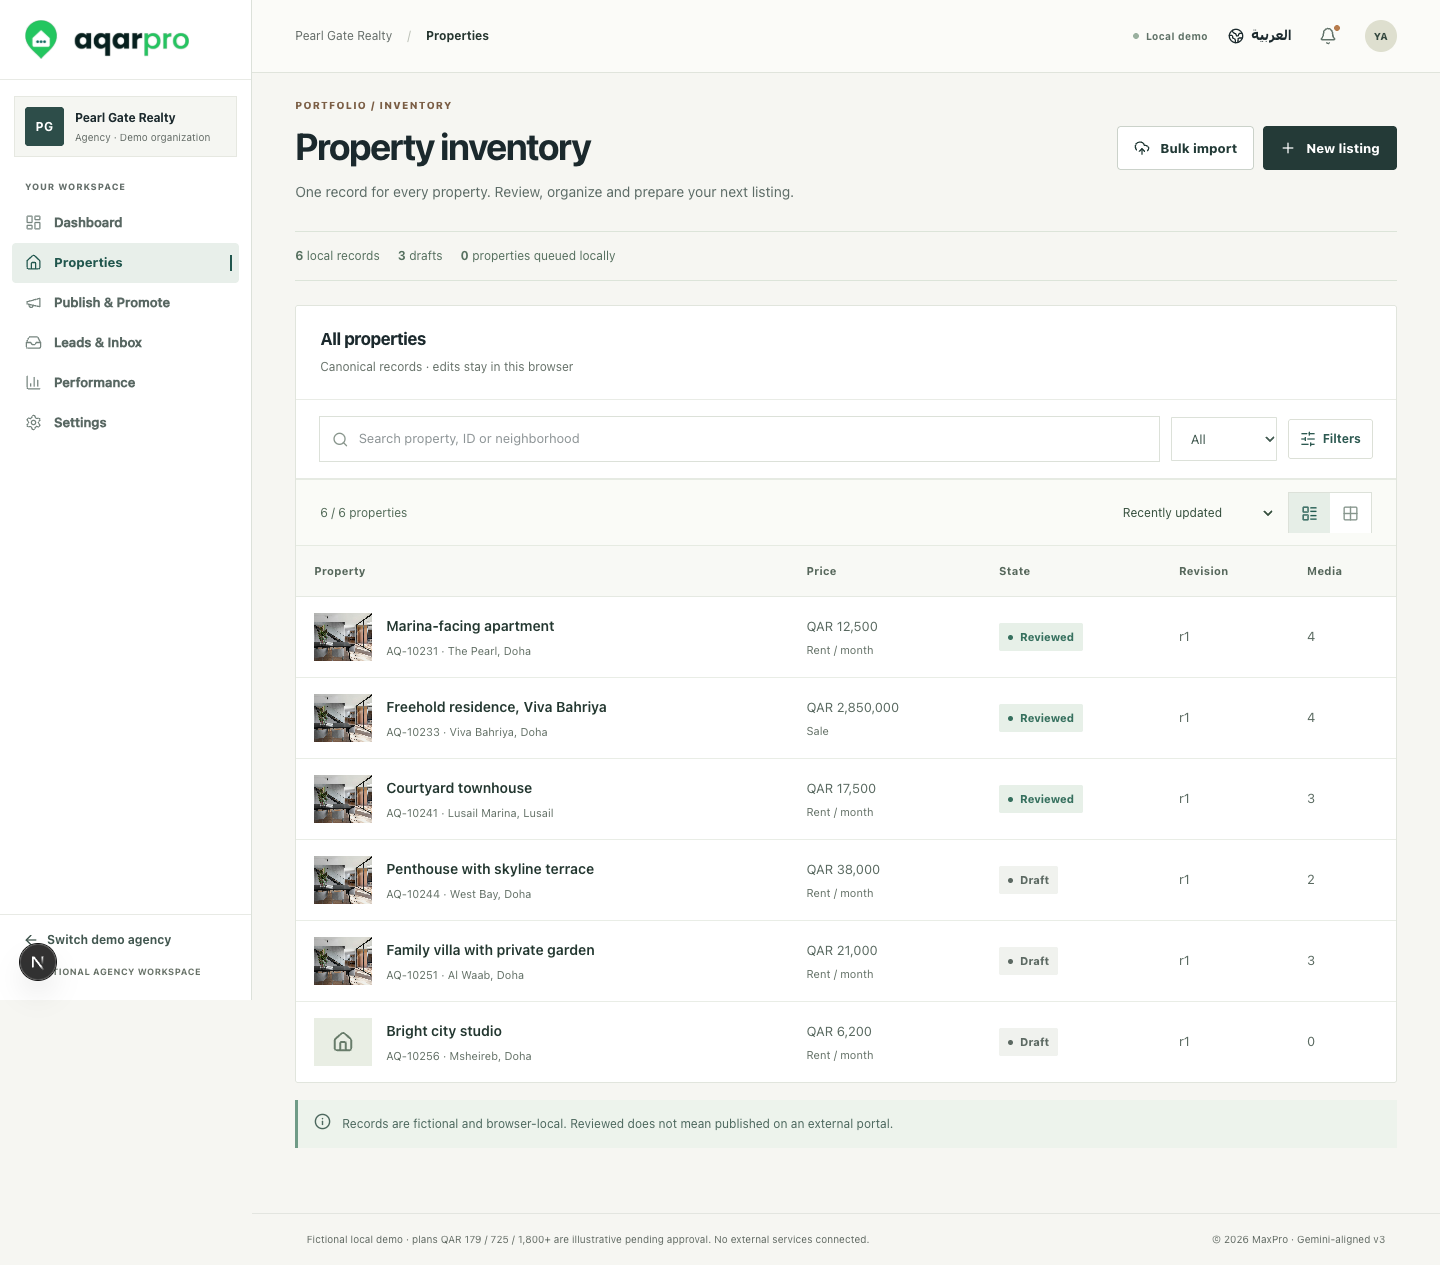 aqarpro
Pearl Gate Realty / Properties
Local demo
العربية
YA
PG
Pearl Gate Realty
Agency · Demo organization
YOUR WORKSPACE
Dashboard
Properties
Publish & Promote
Leads & Inbox
Performance
Settings
Switch demo agency
N
TIONAL AGENCY WORKSPACE
PORTFOLIO / INVENTORY
Property inventory
One record for every property. Review, organize and prepare your next listing.
Bulk import
New listing
6 local records 3 drafts 0 properties queued locally
All properties
Canonical records · edits stay in this browser
Search property, ID or neighborhood
All
Filters
6 / 6 properties
Recently updated
Property Price State Revision Media
Marina-facing apartment
AQ-10231 · The Pearl, Doha
QAR 12,500
Rent / month
Reviewed
r1
4
Freehold residence, Viva Bahriya
AQ-10233 · Viva Bahriya, Doha
QAR 2,850,000
Sale
Reviewed
r1
4
Courtyard townhouse
AQ-10241 · Lusail Marina, Lusail
QAR 17,500
Rent / month
Reviewed
r1
3
Penthouse with skyline terrace
AQ-10244 · West Bay, Doha
QAR 38,000
Rent / month
Draft
r1
2
Family villa with private garden
AQ-10251 · Al Waab, Doha
QAR 21,000
Rent / month
Draft
r1
3
Bright city studio
AQ-10256 · Msheireb, Doha
QAR 6,200
Rent / month
Draft
r1
0
Records are fictional and browser-local. Reviewed does not mean published on an external portal.
Fictional local demo · plans QAR 179 / 725 / 1,800+ are illustrative pending approval. No external services connected.
© 2026 MaxPro · Gemini-aligned v3